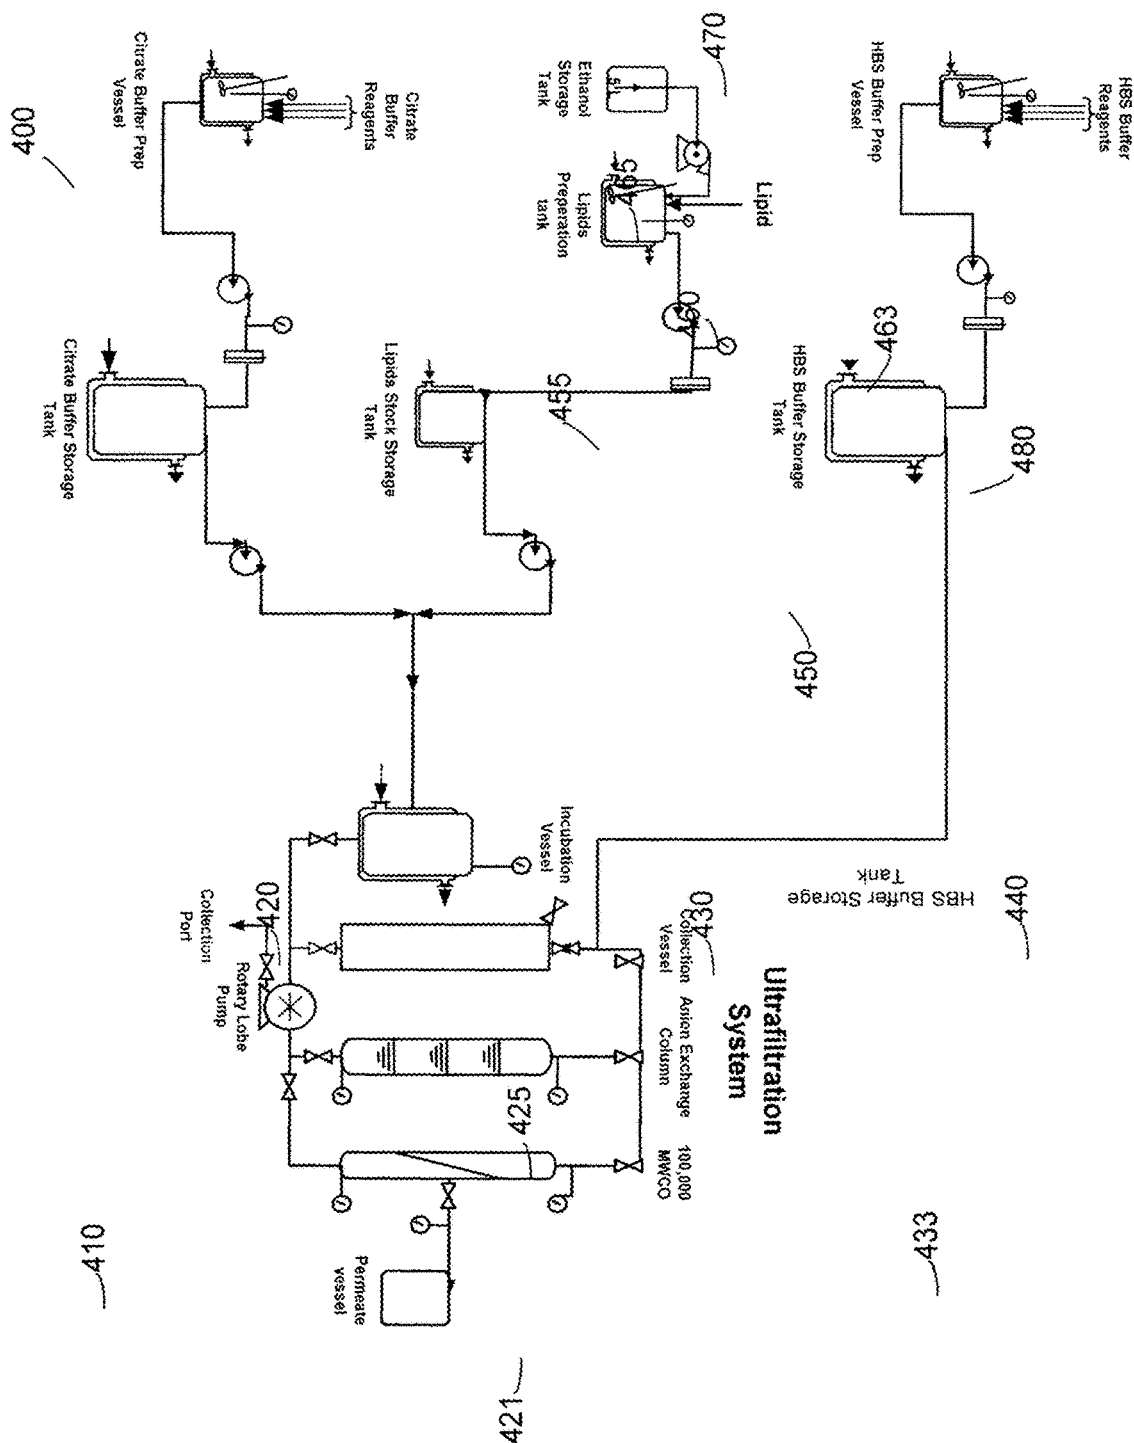 400
Citrate Buffer Prep
Vessel
Citrate
Buffer
Reagents
Ethanol
Storage
Tank
470
HBS Buffer Prep
Vessel
HBS Buffer
Reagents
465
Lipids
Preperation
tank
Lipid
Citrate Buffer Storage
Tank
Lipids Stock Storage
Tank
455
HBS Buffer Storage
Tank
463
480
450
Incubation
Vessel
HBS Buffer Storage
Tank
440
Collection
Port
420
Rotary Lobe
Pump
Collection
Vessel
430
Anion Exchange
Column
Ultrafiltration
System
425
100,000
MWCO
Permeate
vessel
410
433
421